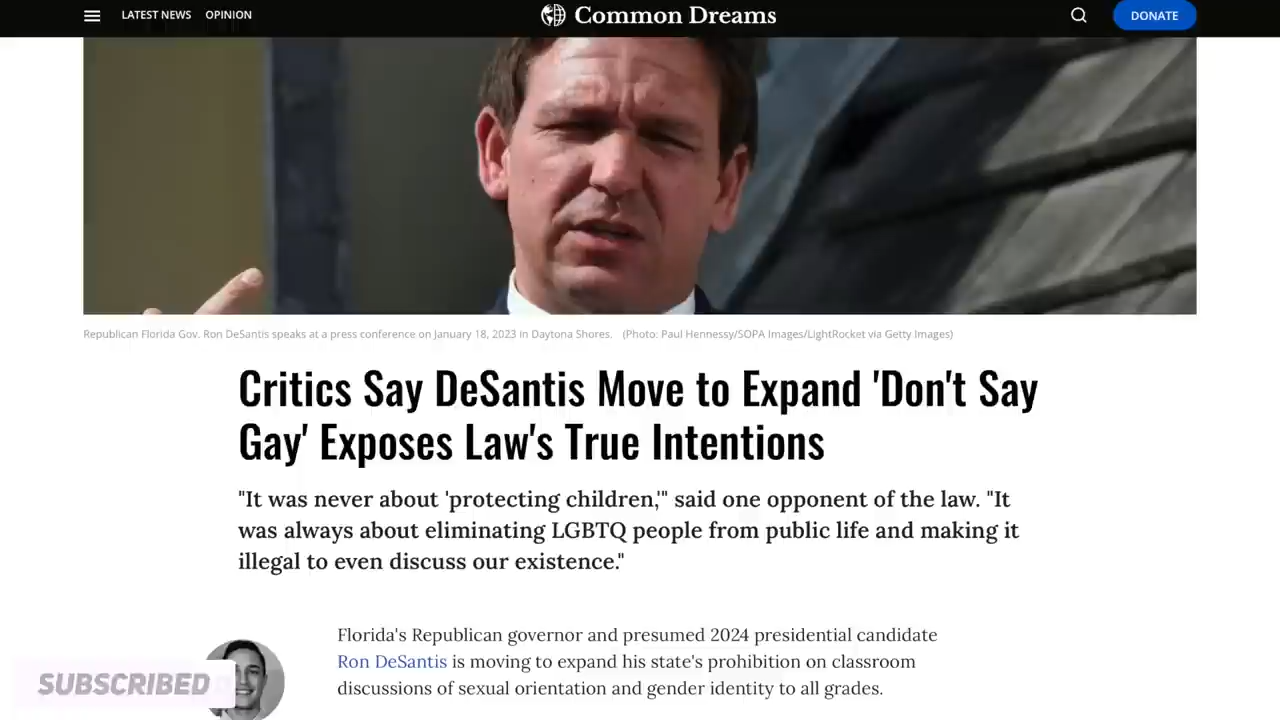 LATEST NEWS OPINION Common Dreams DONATE
Republican Florida Gov. Ron DeSantis speaks at a press conference on January 18, 2023 in Daytona Shores. (Photo: Paul Hennessy/SOPA Images/LightRocket via Getty Images)
Critics Say DeSantis Move to Expand 'Don't Say
Gay' Exposes Law's True Intentions
"It was never about 'protecting children,'" said one opponent of the law. "It
was always about eliminating LGBTQ people from public life and making it
illegal to even discuss our existence."
Florida's Republican governor and presumed 2024 presidential candidate
Ron DeSantis is moving to expand his state's prohibition on classroom
discussions of sexual orientation and gender identity to all grades.
SUBSCRIBED